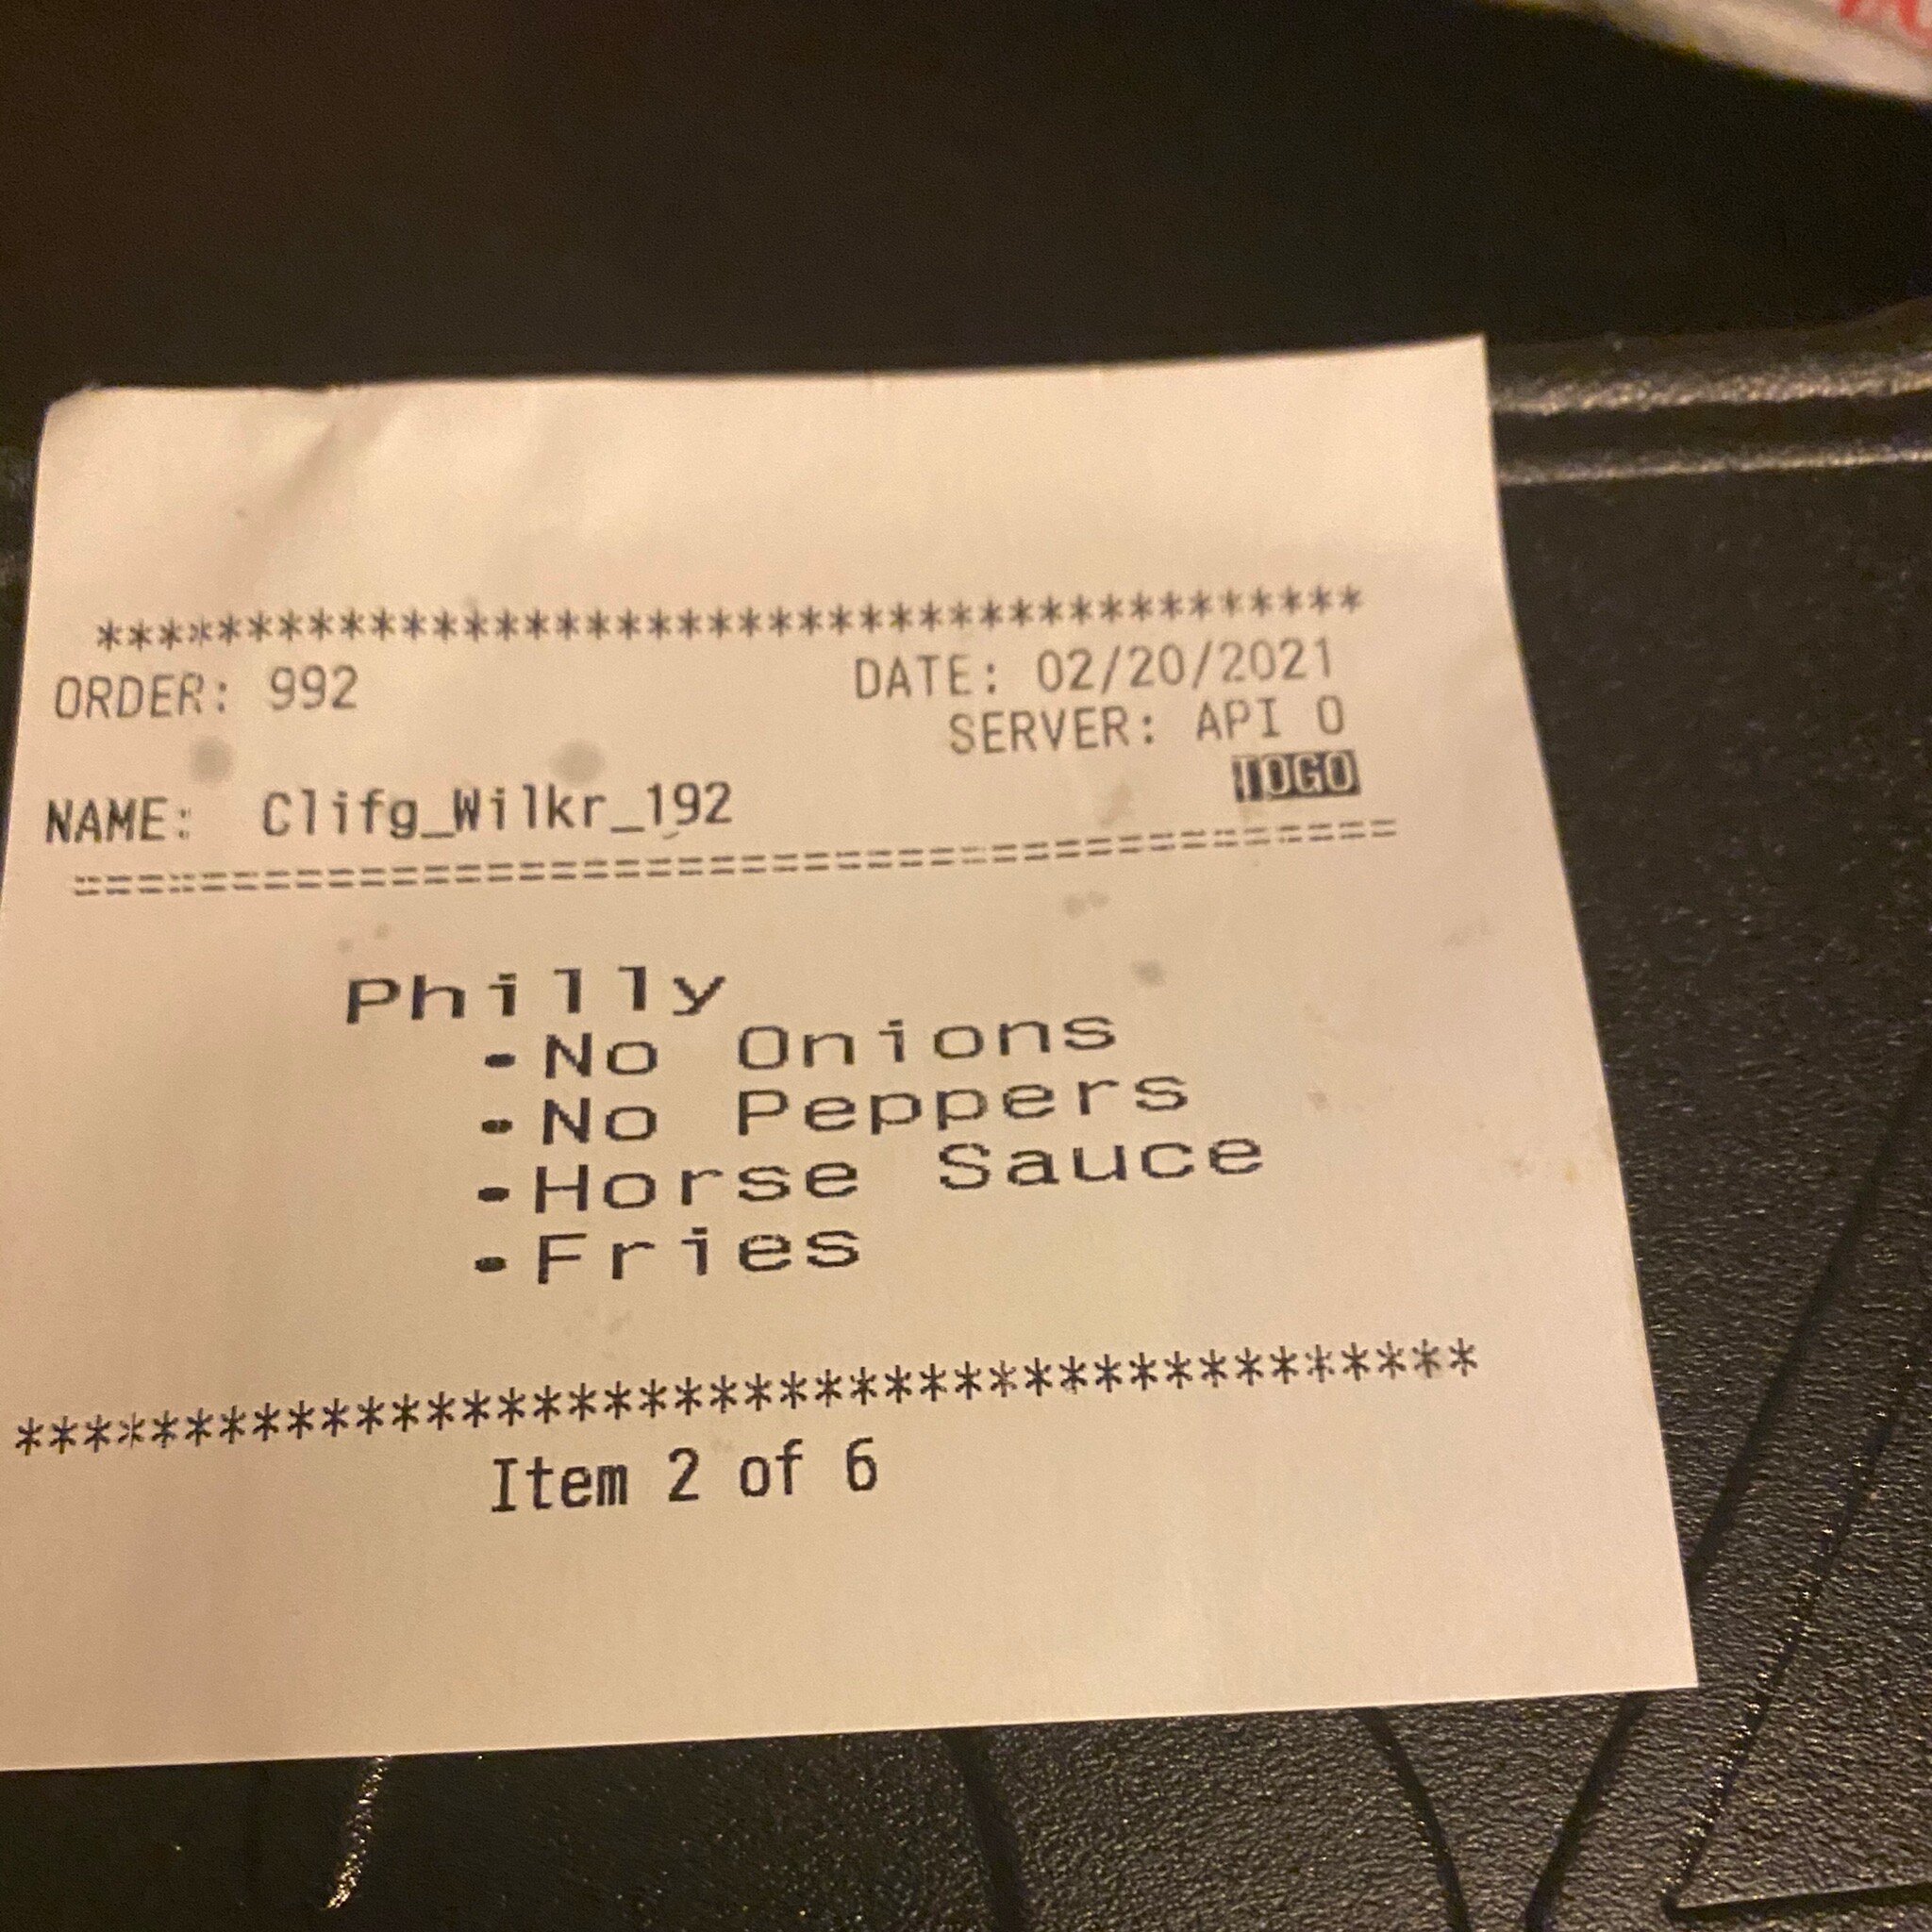 ******************************************
ORDER: 992 DATE: 02/20/2021
SERVER: API O
NAME: Clifg_Wilkr_192 TOGO
==========================================
Philly
-No Onions
-No Peppers
-Horse Sauce
-Fries
******************************************
Item 2 of 6